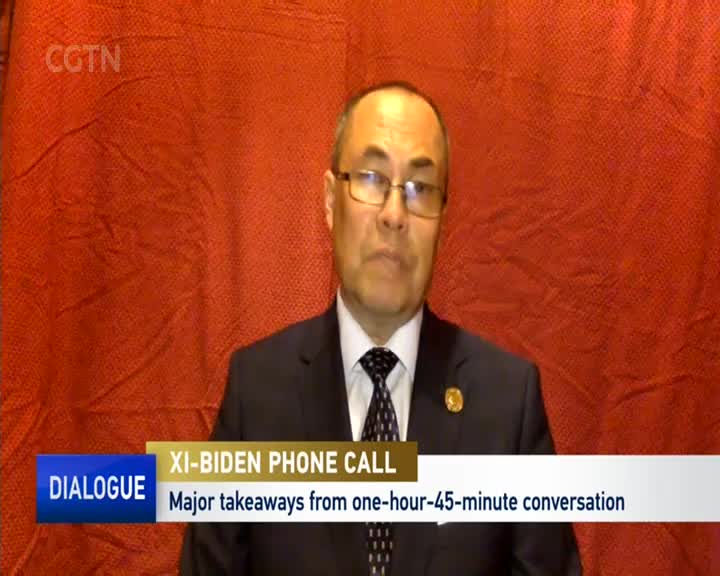 CGTN
XI-BIDEN PHONE CALL
DIALOGUE
Major takeaways from one-hour-45-minute conversation